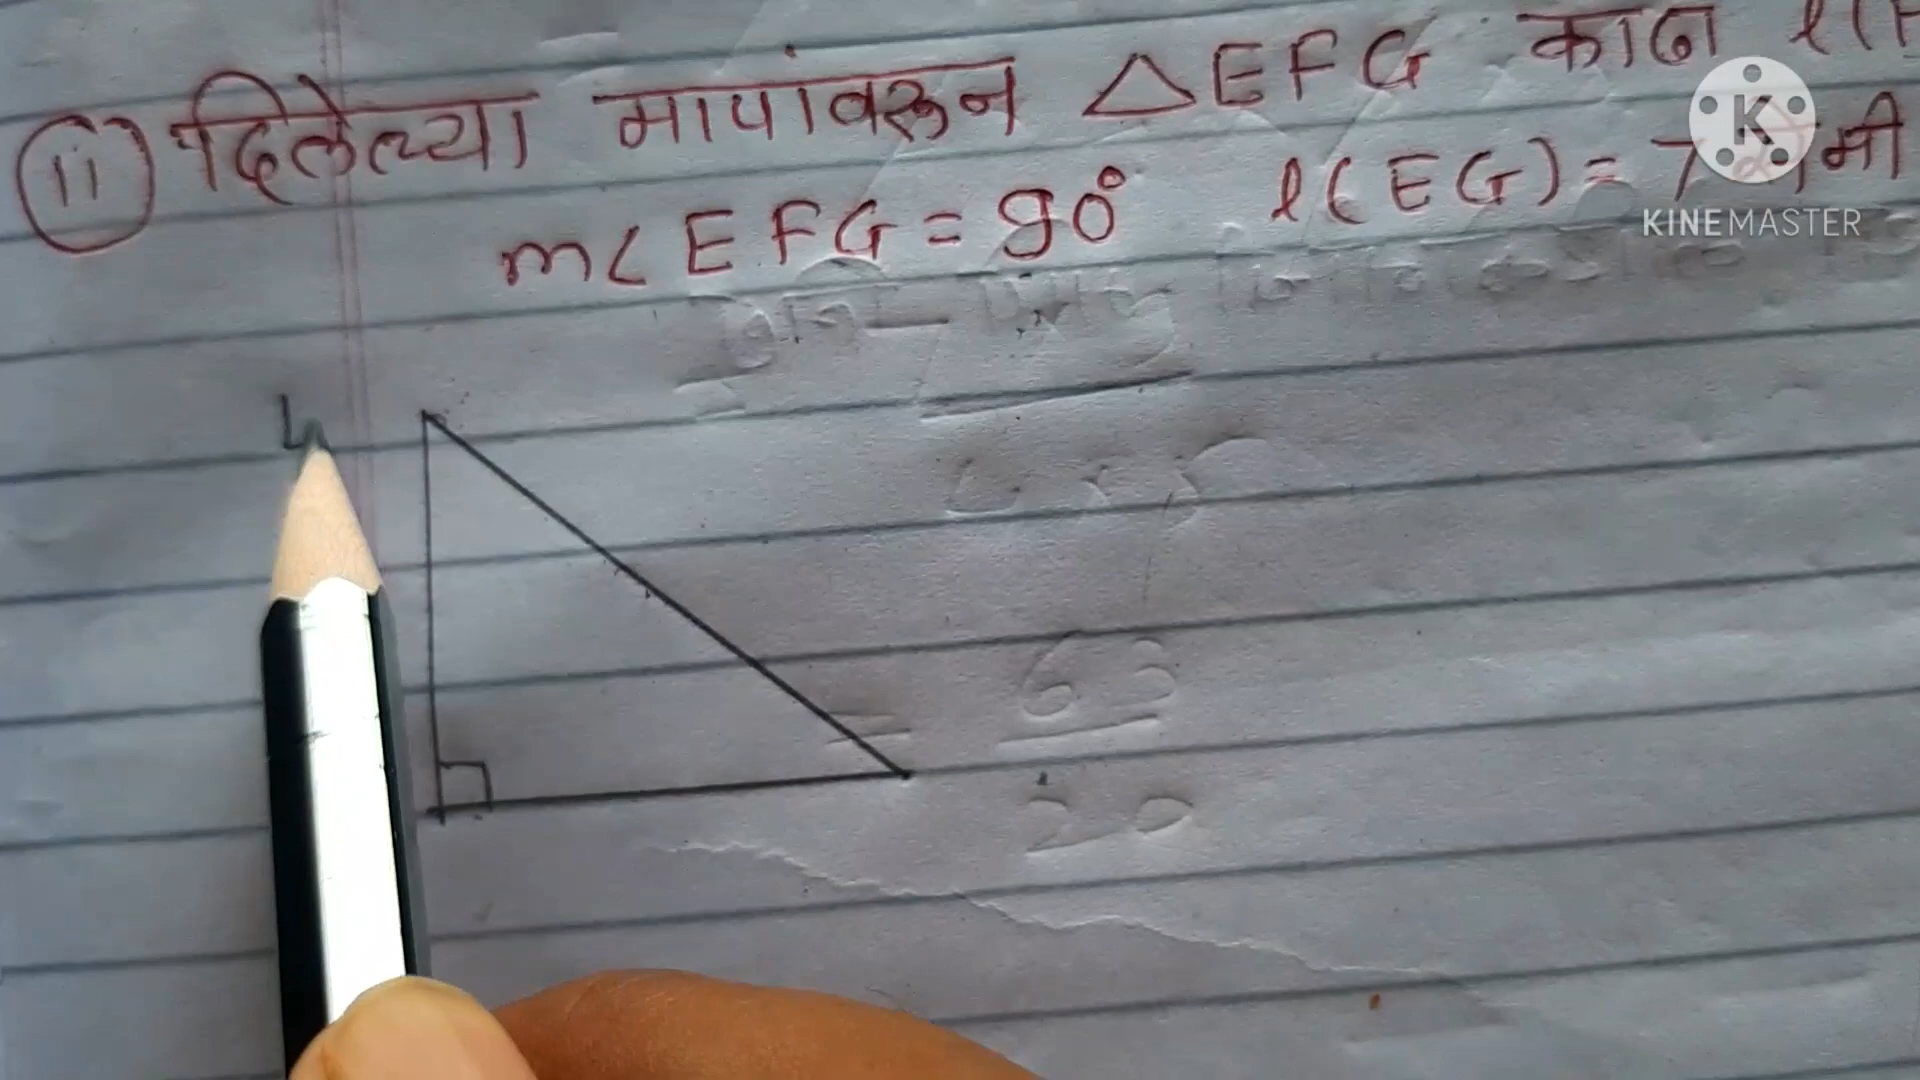 ii) दिलेल्या मापांवरून △EFG काढा l(F
m∠EFG = 90° l(EG) = 7 सेमी
K
KINEMASTER